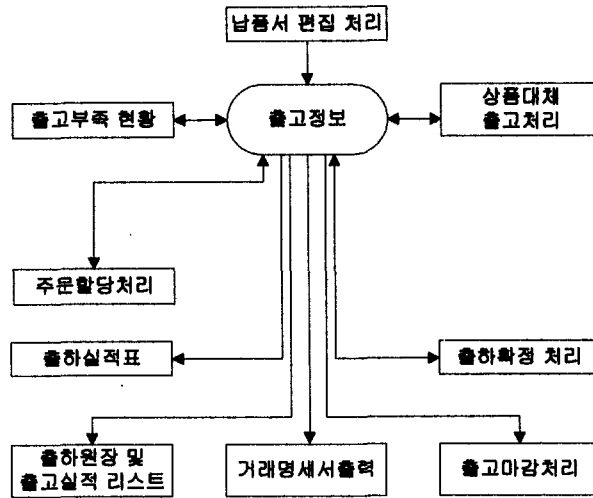 납품서 편집 처리
출고부족 현황
출고정보
상품대체
출고처리
주문할당처리
출하실적표
출하확정 처리
출하원장 및
출고실적 리스트
거래명세서출력
출고마감처리